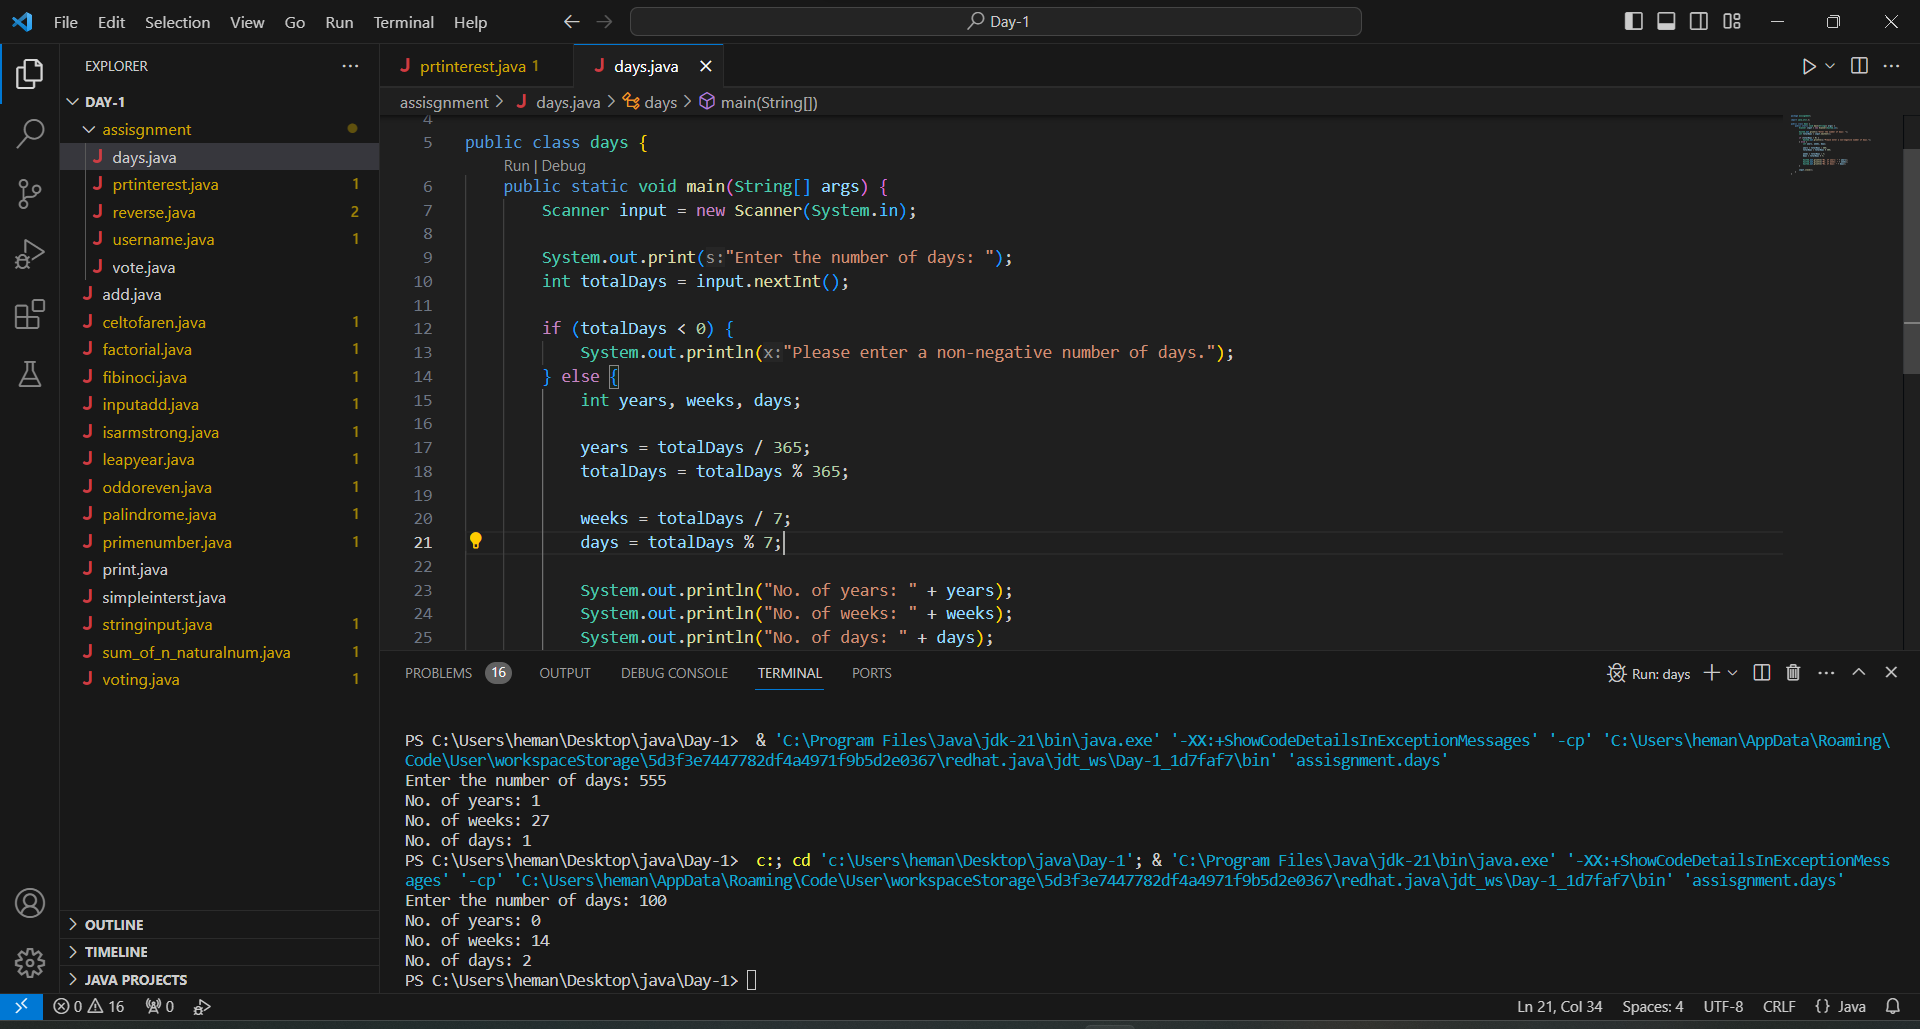 File Edit Selection View Go Run Terminal Help
Day-1
EXPLORER
DAY-1
assisgnment
days.java
prtinterest.java 1
reverse.java 2
username.java 1
vote.java
add.java
celtofaren.java 1
factorial.java 1
fibinoci.java 1
inputadd.java 1
isarmstrong.java 1
leapyear.java 1
oddoreven.java 1
palindrome.java 1
primenumber.java 1
print.java
simpleinterst.java
stringinput.java 1
sum_of_n_naturalnum.java 1
voting.java 1
OUTLINE
TIMELINE
JAVA PROJECTS
prtinterest.java 1
days.java
assisgnment > days.java > days > main(String[])
4
5 public class days {
Run | Debug
6 public static void main(String[] args) {
7 Scanner input = new Scanner(System.in);
8
9 System.out.print(s:"Enter the number of days: ");
10 int totalDays = input.nextInt();
11
12 if (totalDays < 0) {
13 System.out.println(x:"Please enter a non-negative number of days.");
14 } else {
15 int years, weeks, days;
16
17 years = totalDays / 365;
18 totalDays = totalDays % 365;
19
20 weeks = totalDays / 7;
21 days = totalDays % 7;
22
23 System.out.println("No. of years: " + years);
24 System.out.println("No. of weeks: " + weeks);
25 System.out.println("No. of days: " + days);
PROBLEMS 16 OUTPUT DEBUG CONSOLE TERMINAL PORTS
Run: days
PS C:\Users\heman\Desktop\java\Day-1> & 'C:\Program Files\Java\jdk-21\bin\java.exe' '-XX:+ShowCodeDetailsInExceptionMessages' '-cp' 'C:\Users\heman\AppData\Roaming\
Code\User\workspaceStorage\5d3f3e7447782df4a4971f9b5d2e0367\redhat.java\jdt_ws\Day-1_1d7faf7\bin' 'assisgnment.days'
Enter the number of days: 555
No. of years: 1
No. of weeks: 27
No. of days: 1
PS C:\Users\heman\Desktop\java\Day-1> c:; cd 'c:\Users\heman\Desktop\java\Day-1'; & 'C:\Program Files\Java\jdk-21\bin\java.exe' '-XX:+ShowCodeDetailsInExceptionMess
ages' '-cp' 'C:\Users\heman\AppData\Roaming\Code\User\workspaceStorage\5d3f3e7447782df4a4971f9b5d2e0367\redhat.java\jdt_ws\Day-1_1d7faf7\bin' 'assisgnment.days'
Enter the number of days: 100
No. of years: 0
No. of weeks: 14
No. of days: 2
PS C:\Users\heman\Desktop\java\Day-1>
0 16 0
Ln 21, Col 34 Spaces: 4 UTF-8 CRLF {} Java